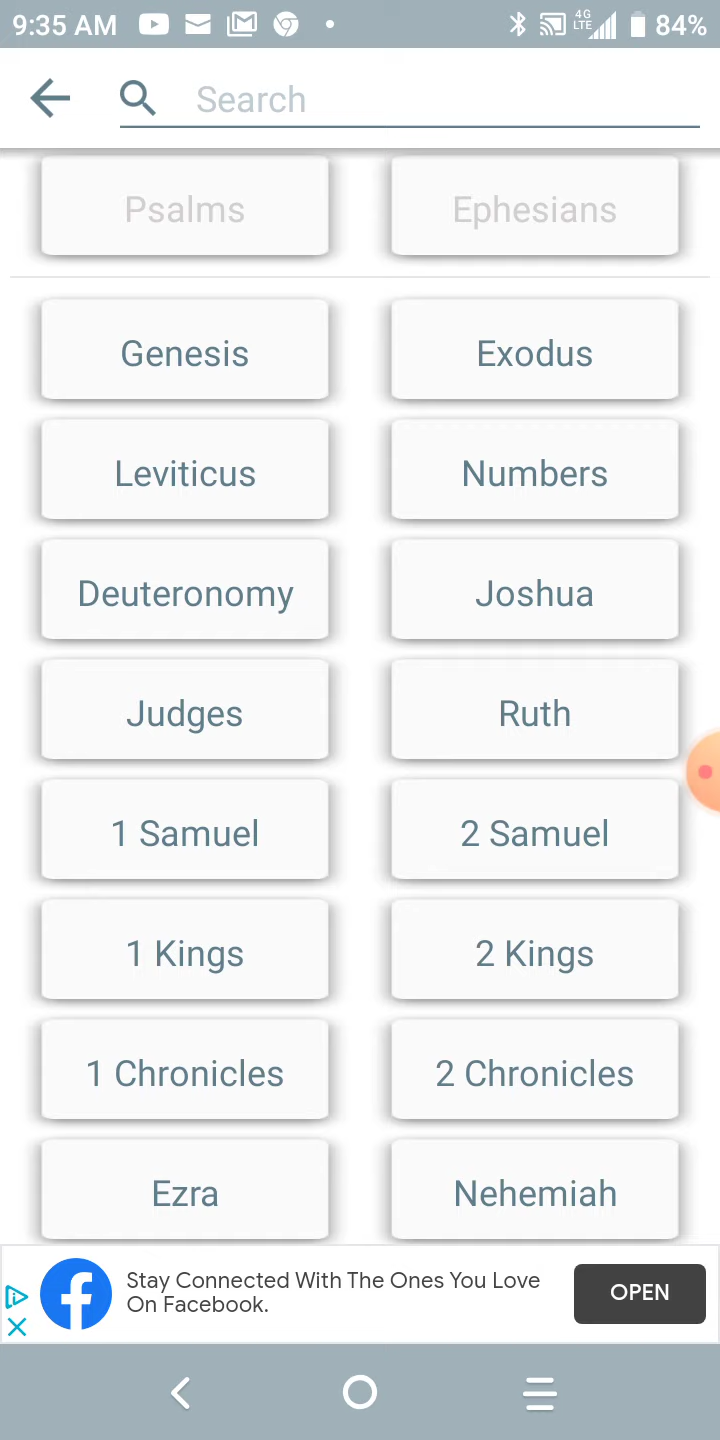 9:35 AM 4G LTE 84%
Search
Psalms Ephesians
Genesis Exodus
Leviticus Numbers
Deuteronomy Joshua
Judges Ruth
1 Samuel 2 Samuel
1 Kings 2 Kings
1 Chronicles 2 Chronicles
Ezra Nehemiah
Stay Connected With The Ones You Love
On Facebook.
OPEN